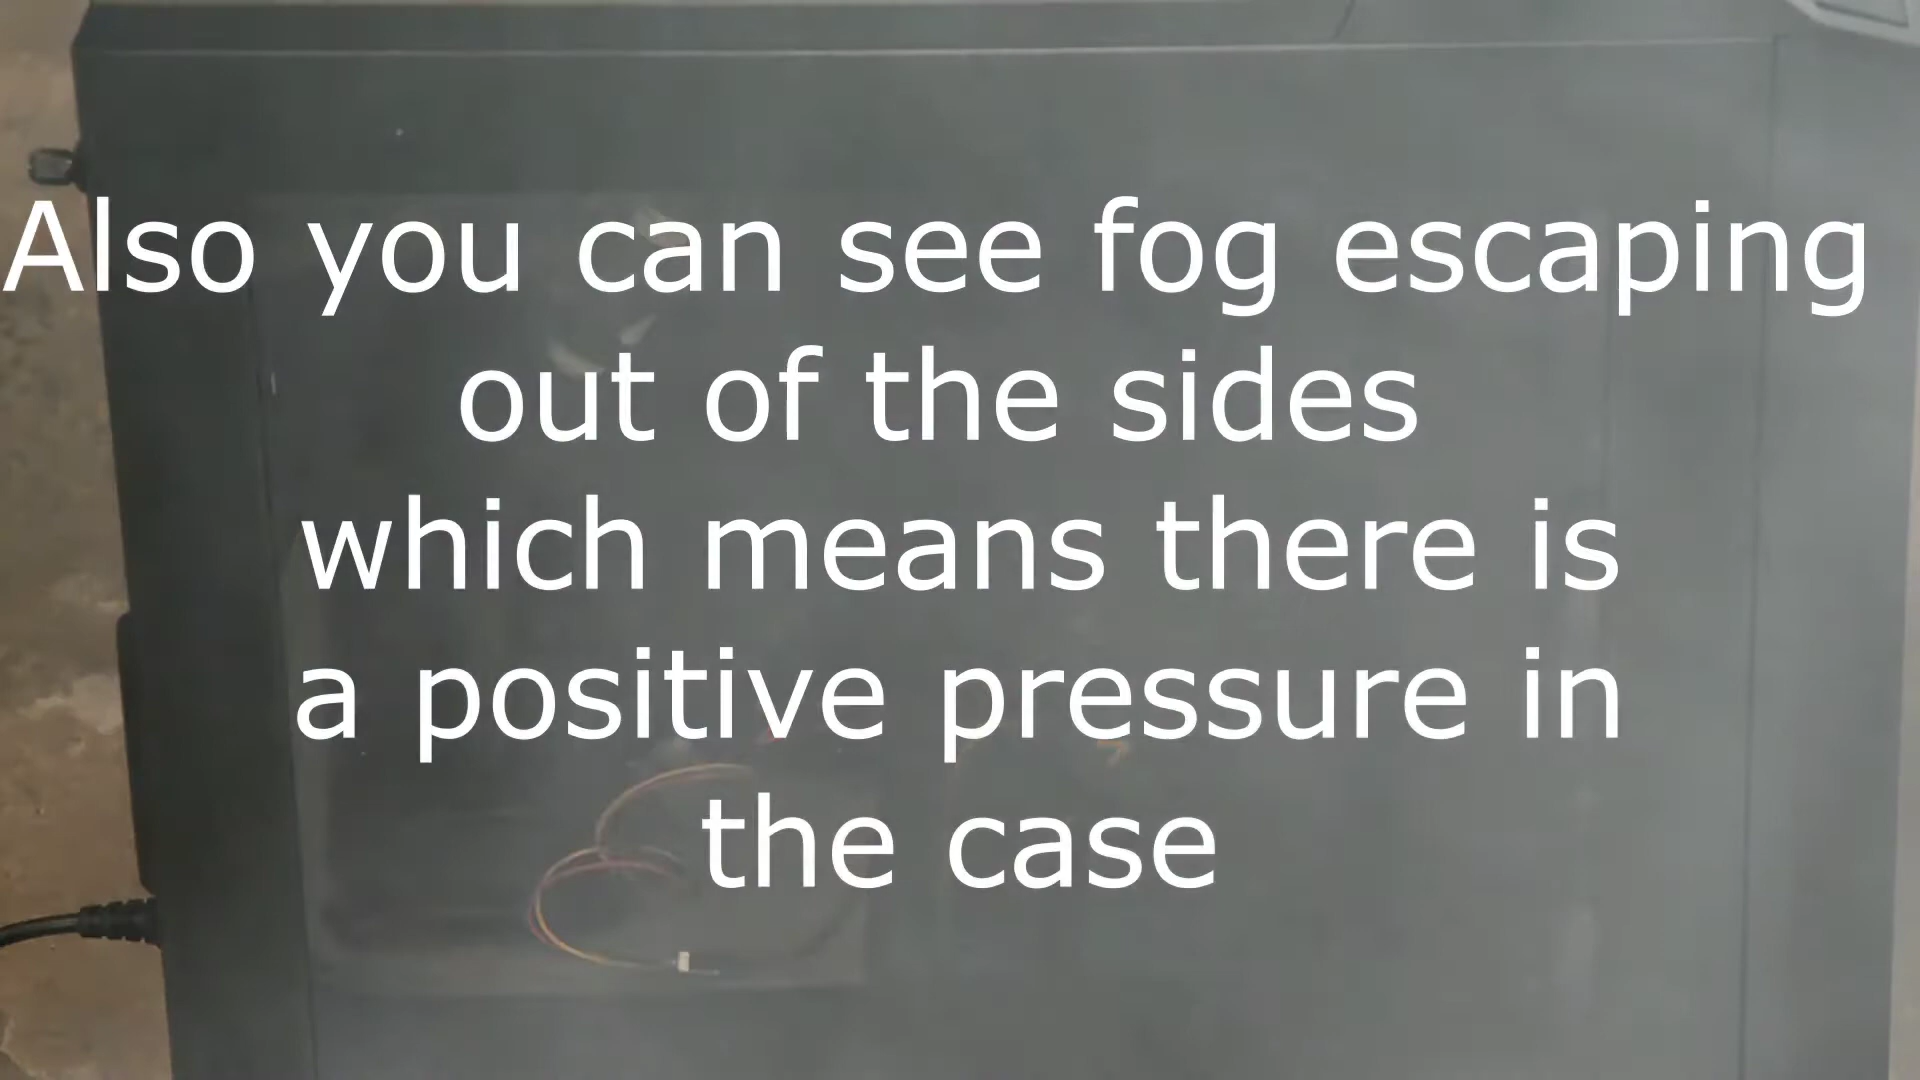 Also you can see fog escaping
out of the sides
which means there is
a positive pressure in
the case